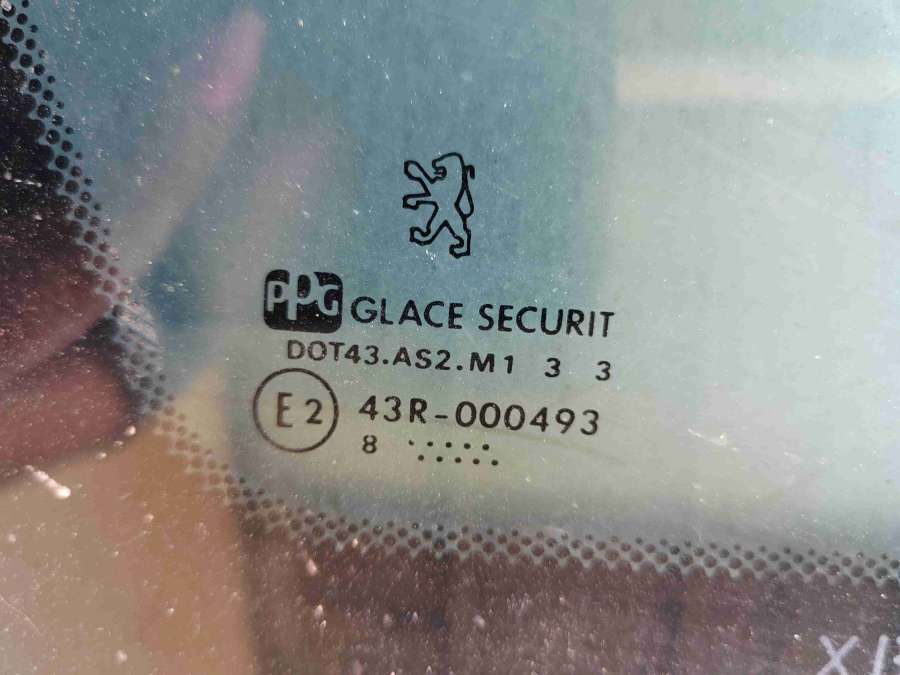 PPG GLACE SECURIT
DOT43.AS2.M1 3 3
E2 43R-000493
8